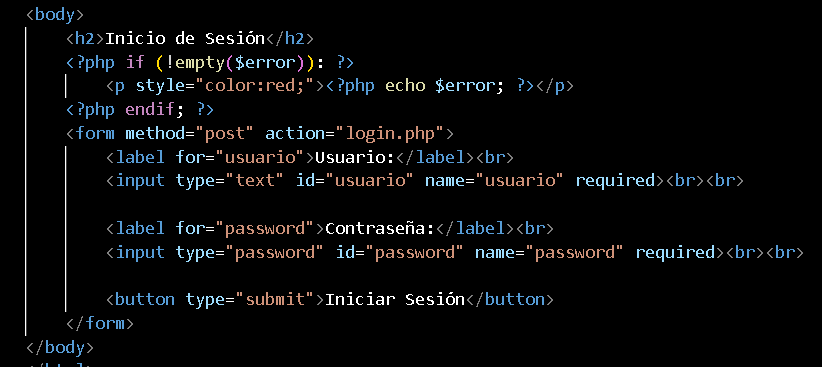 <body>
<h2>Inicio de Sesión</h2>
<?php if (!empty($error)): ?>
<p style="color:red;"><?php echo $error; ?></p>
<?php endif; ?>
<form method="post" action="login.php">
<label for="usuario">Usuario:</label><br>
<input type="text" id="usuario" name="usuario" required><br><br>
<label for="password">Contraseña:</label><br>
<input type="password" id="password" name="password" required><br><br>
<button type="submit">Iniciar Sesión</button>
</form>
</body>